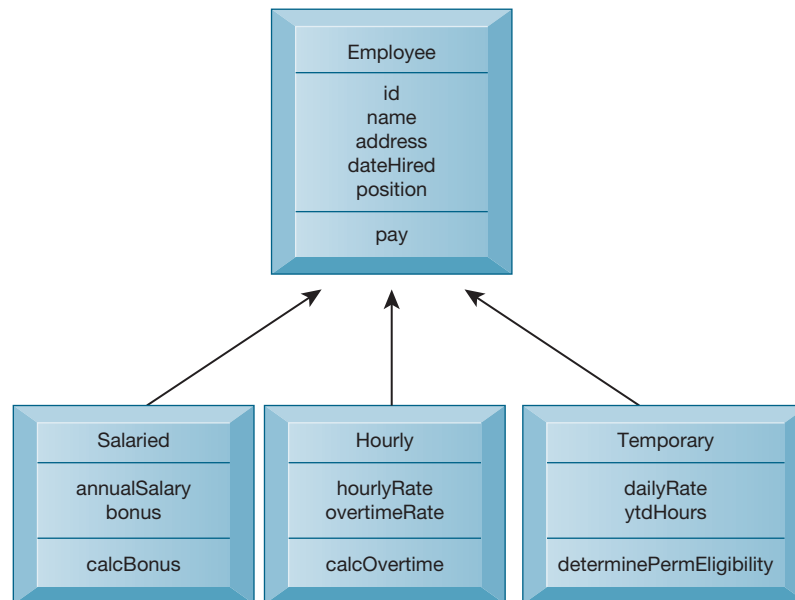 Employee
id
name
address
dateHired
position
pay
Salaried
annualSalary
bonus
calcBonus
Hourly
hourlyRate
overtimeRate
calcOvertime
Temporary
dailyRate
ytdHours
determinePermEligibility